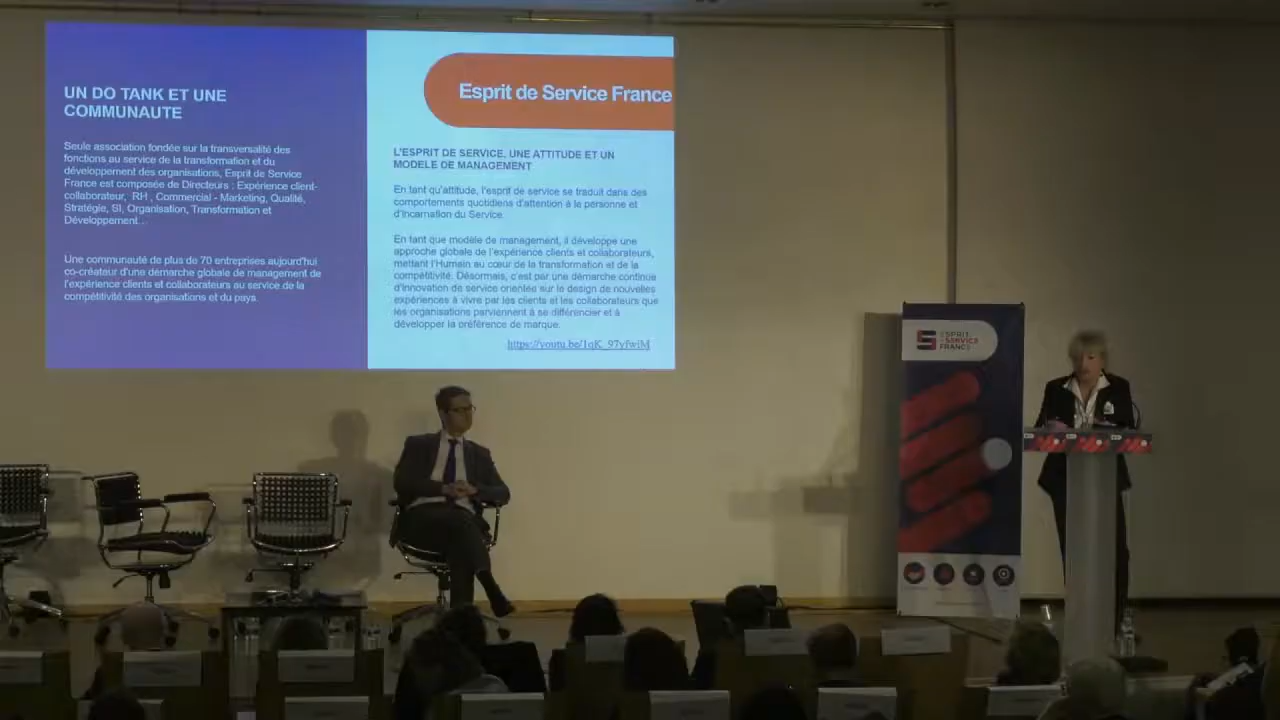 UN DO TANK ET UNE
COMMUNAUTE
Seule association fondée sur la transversalité des
fonctions au service de la transformation et du
développement des organisations, Esprit de Service
France est composée de Directeurs : Expérience client-
collaborateur, RH , Commercial - Marketing, Qualité,
Stratégie, SI, Organisation, Transformation et
Développement...
Une communauté de plus de 70 entreprises aujourd'hui
co-créateur d'une démarche globale de management de
l'expérience clients et collaborateurs au service de la
compétitivité des organisations et du pays.
Esprit de Service France
L'ESPRIT DE SERVICE, UNE ATTITUDE ET UN
MODELE DE MANAGEMENT
En tant qu'attitude, l'esprit de service se traduit dans des
comportements quotidiens d'attention à la personne et
d'incarnation du Service.
En tant que modèle de management, il développe une
approche globale de l'expérience clients et collaborateurs,
mettant l'Humain au cœur de la transformation et de la
compétitivité. Désormais, c'est par une démarche continue
d'innovation de service orientée sur le design de nouvelles
expériences à vivre par les clients et les collaborateurs que
les organisations parviennent à se différencier et à
développer la préférence de marque.
https://youtu.be/1qK_97yfwiM
ESPRIT
DE SERVICE
FRANCE